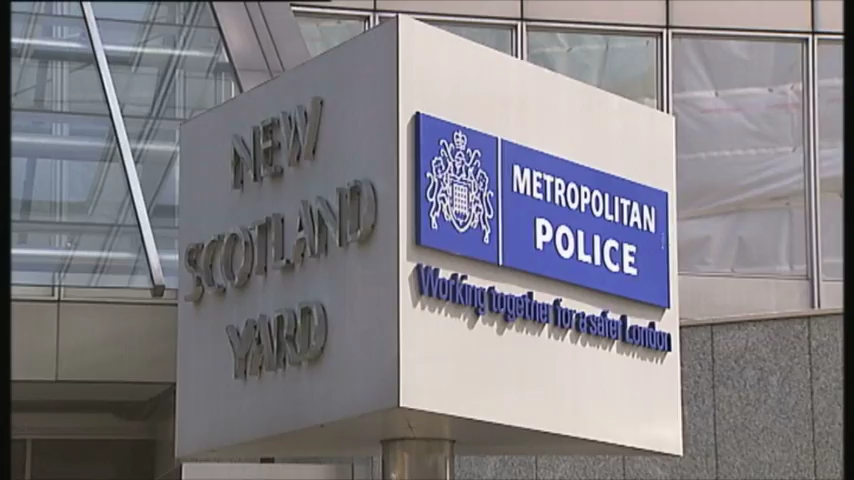 NEW
SCOTLAND
YARD
METROPOLITAN
POLICE
Working together for a safer London